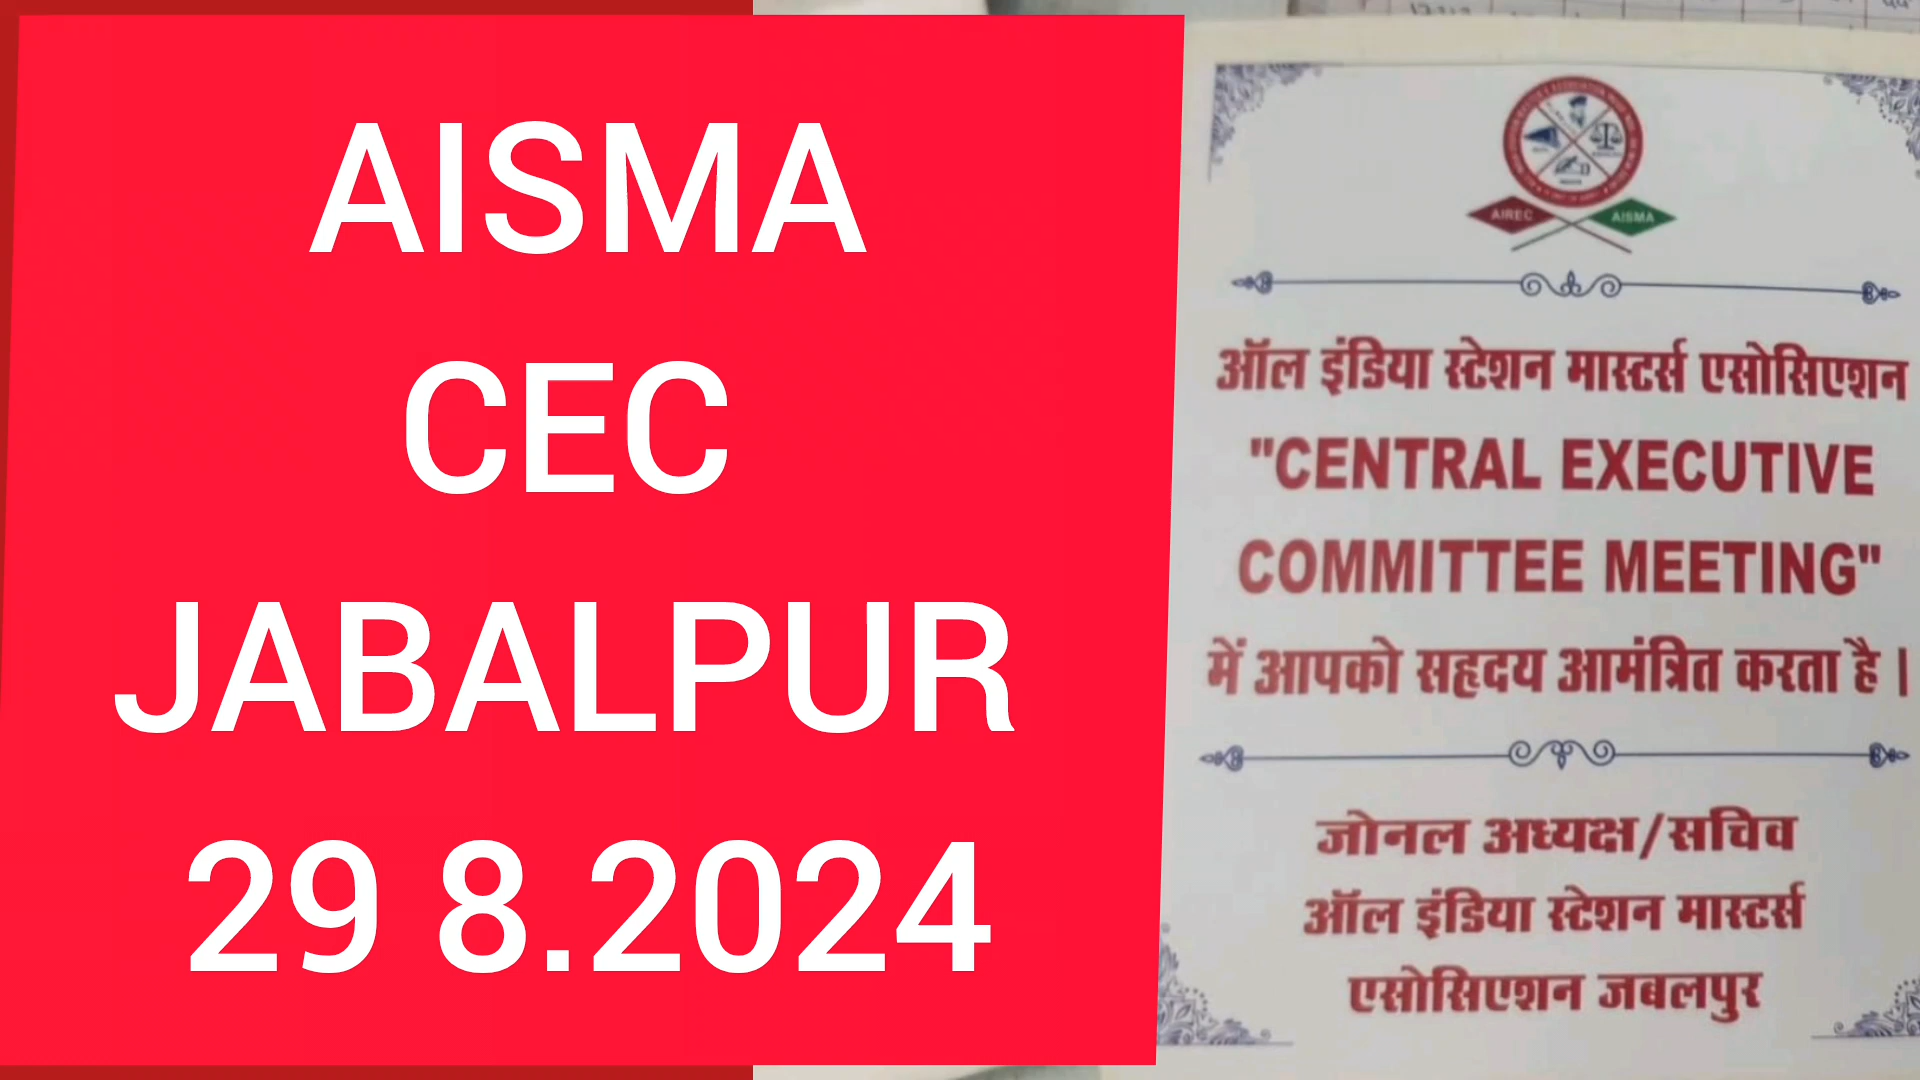 AISMA
CEC
JABALPUR
29 8.2024
AIREC
AISMA
ऑल इंडिया स्टेशन मास्टर्स एसोसिएशन
"CENTRAL EXECUTIVE
COMMITTEE MEETING"
में आपको सहृदय आमंत्रित करता है।
जोनल अध्यक्ष/सचिव
ऑल इंडिया स्टेशन मास्टर्स
एसोसिएशन जबलपुर